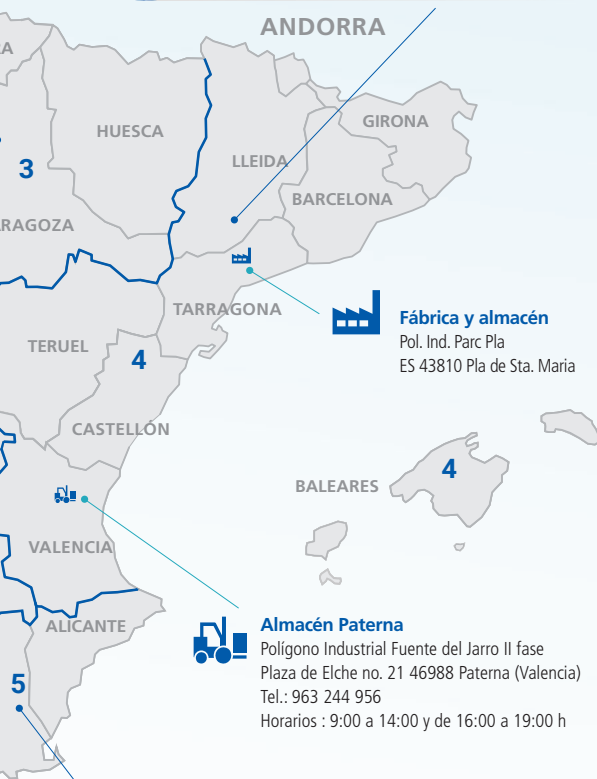 ANDORRA
RA
HUESCA
GIRONA
LLEIDA
3
BARCELONA
RAGOZA
TARRAGONA
Fábrica y almacén
Pol. Ind. Parc Pla
ES 43810 Pla de Sta. Maria
TERUEL
4
CASTELLÓN
4
BALEARES
VALENCIA
ALICANTE
Almacén Paterna
Polígono Industrial Fuente del Jarro II fase
Plaza de Elche no. 21 46988 Paterna (Valencia)
Tel.: 963 244 956
Horarios : 9:00 a 14:00 y de 16:00 a 19:00 h
5